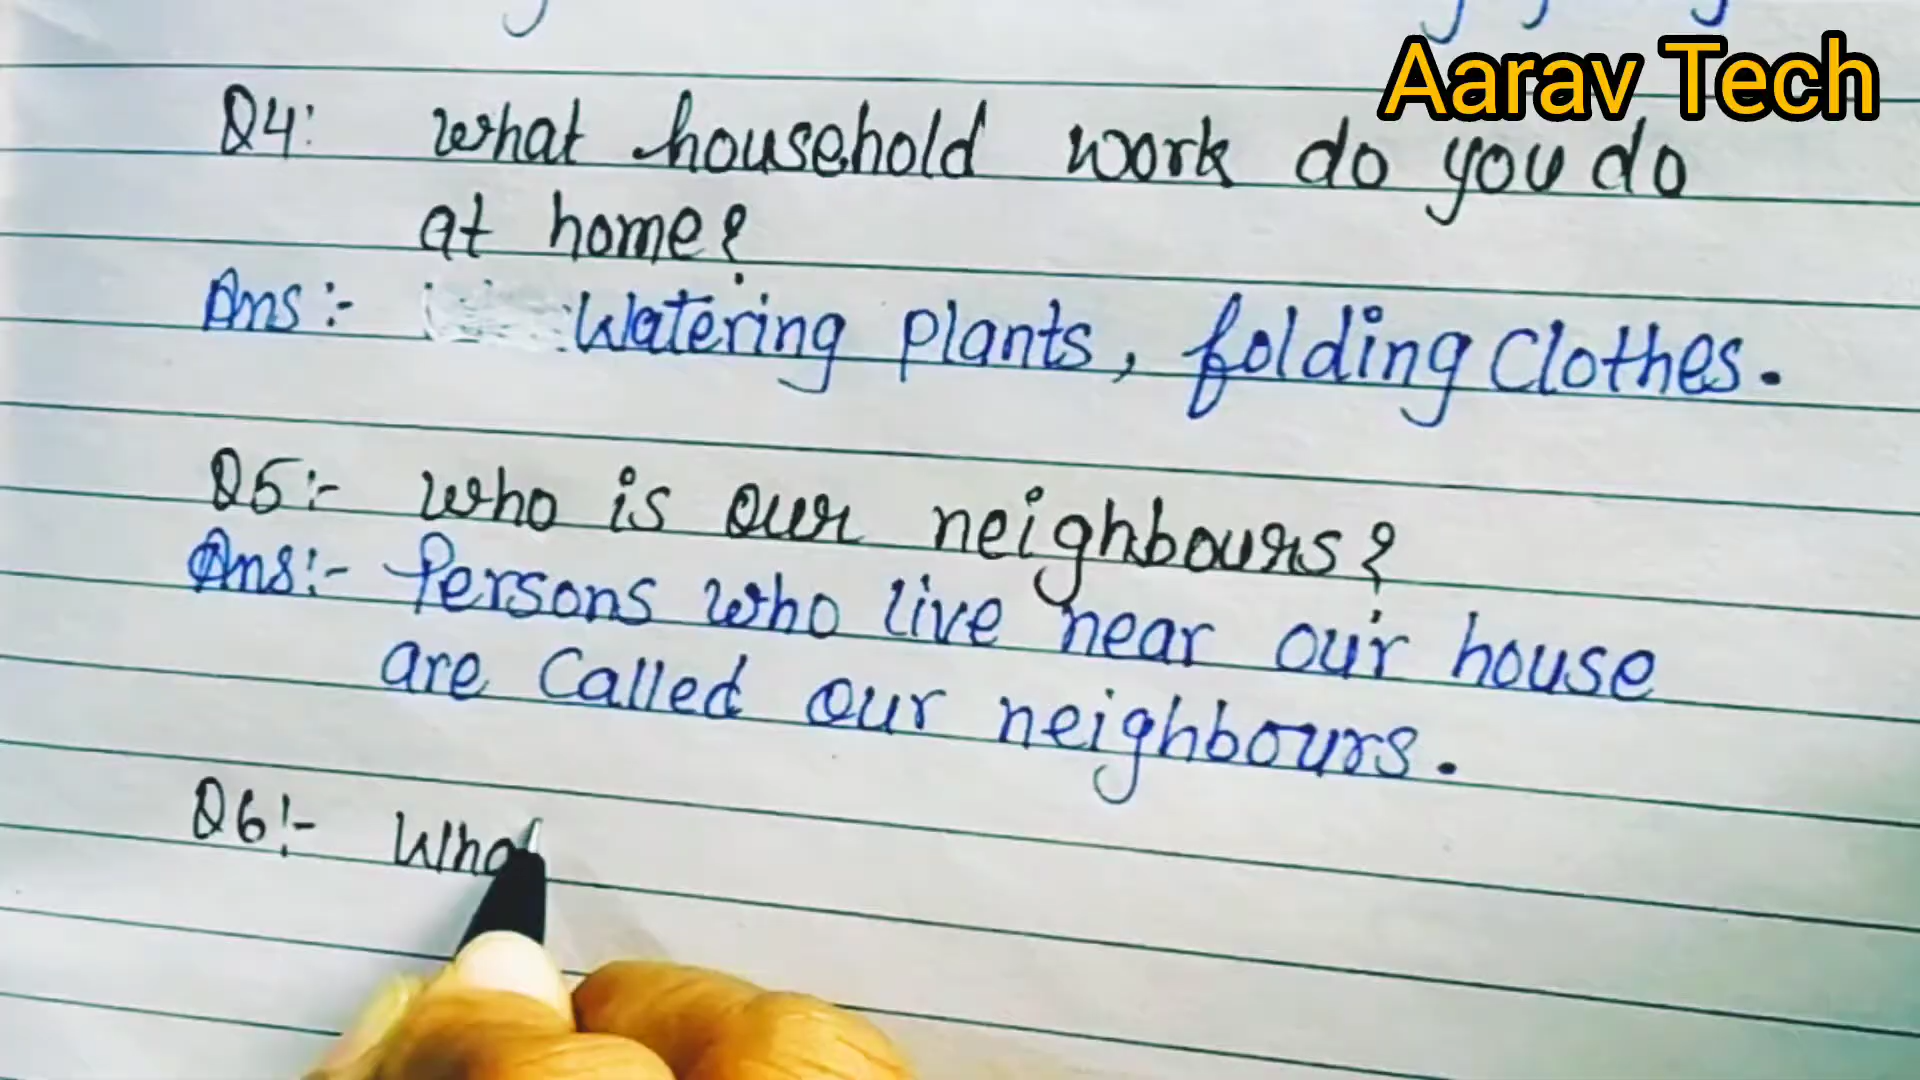 Aarav Tech
Q4: What household work do you do
at home?
Ans:- Watering plants, folding Clothes.
Q5:- Who is our neighbours?
Ans:- Persons who live near our house
are Called our neighbours.
Q6:- Wha